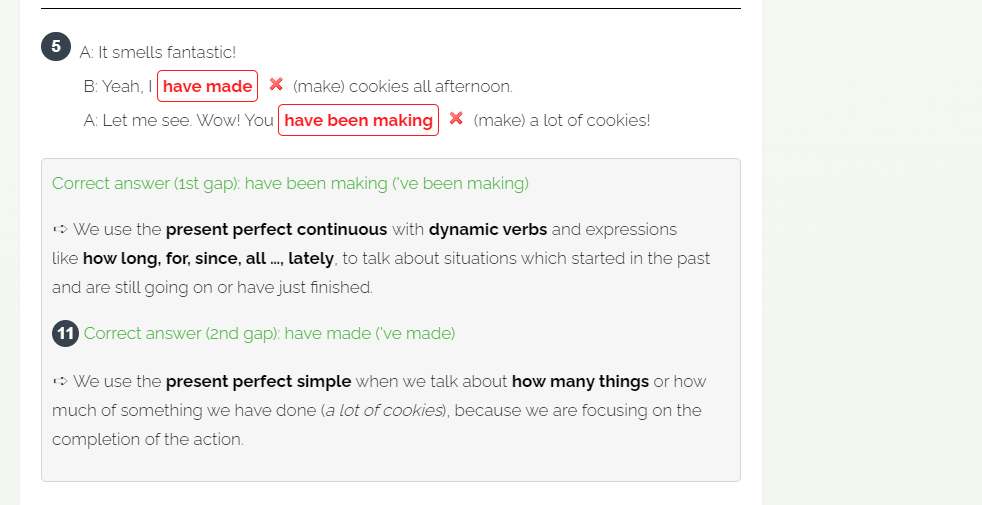 5 A: It smells fantastic!
B: Yeah, I have made ✖ (make) cookies all afternoon.
A: Let me see. Wow! You have been making ✖ (make) a lot of cookies!
Correct answer (1st gap): have been making ('ve been making)
➪ We use the present perfect continuous with dynamic verbs and expressions
like how long, for, since, all …, lately, to talk about situations which started in the past
and are still going on or have just finished.
11 Correct answer (2nd gap): have made ('ve made)
➪ We use the present perfect simple when we talk about how many things or how
much of something we have done (a lot of cookies), because we are focusing on the
completion of the action.